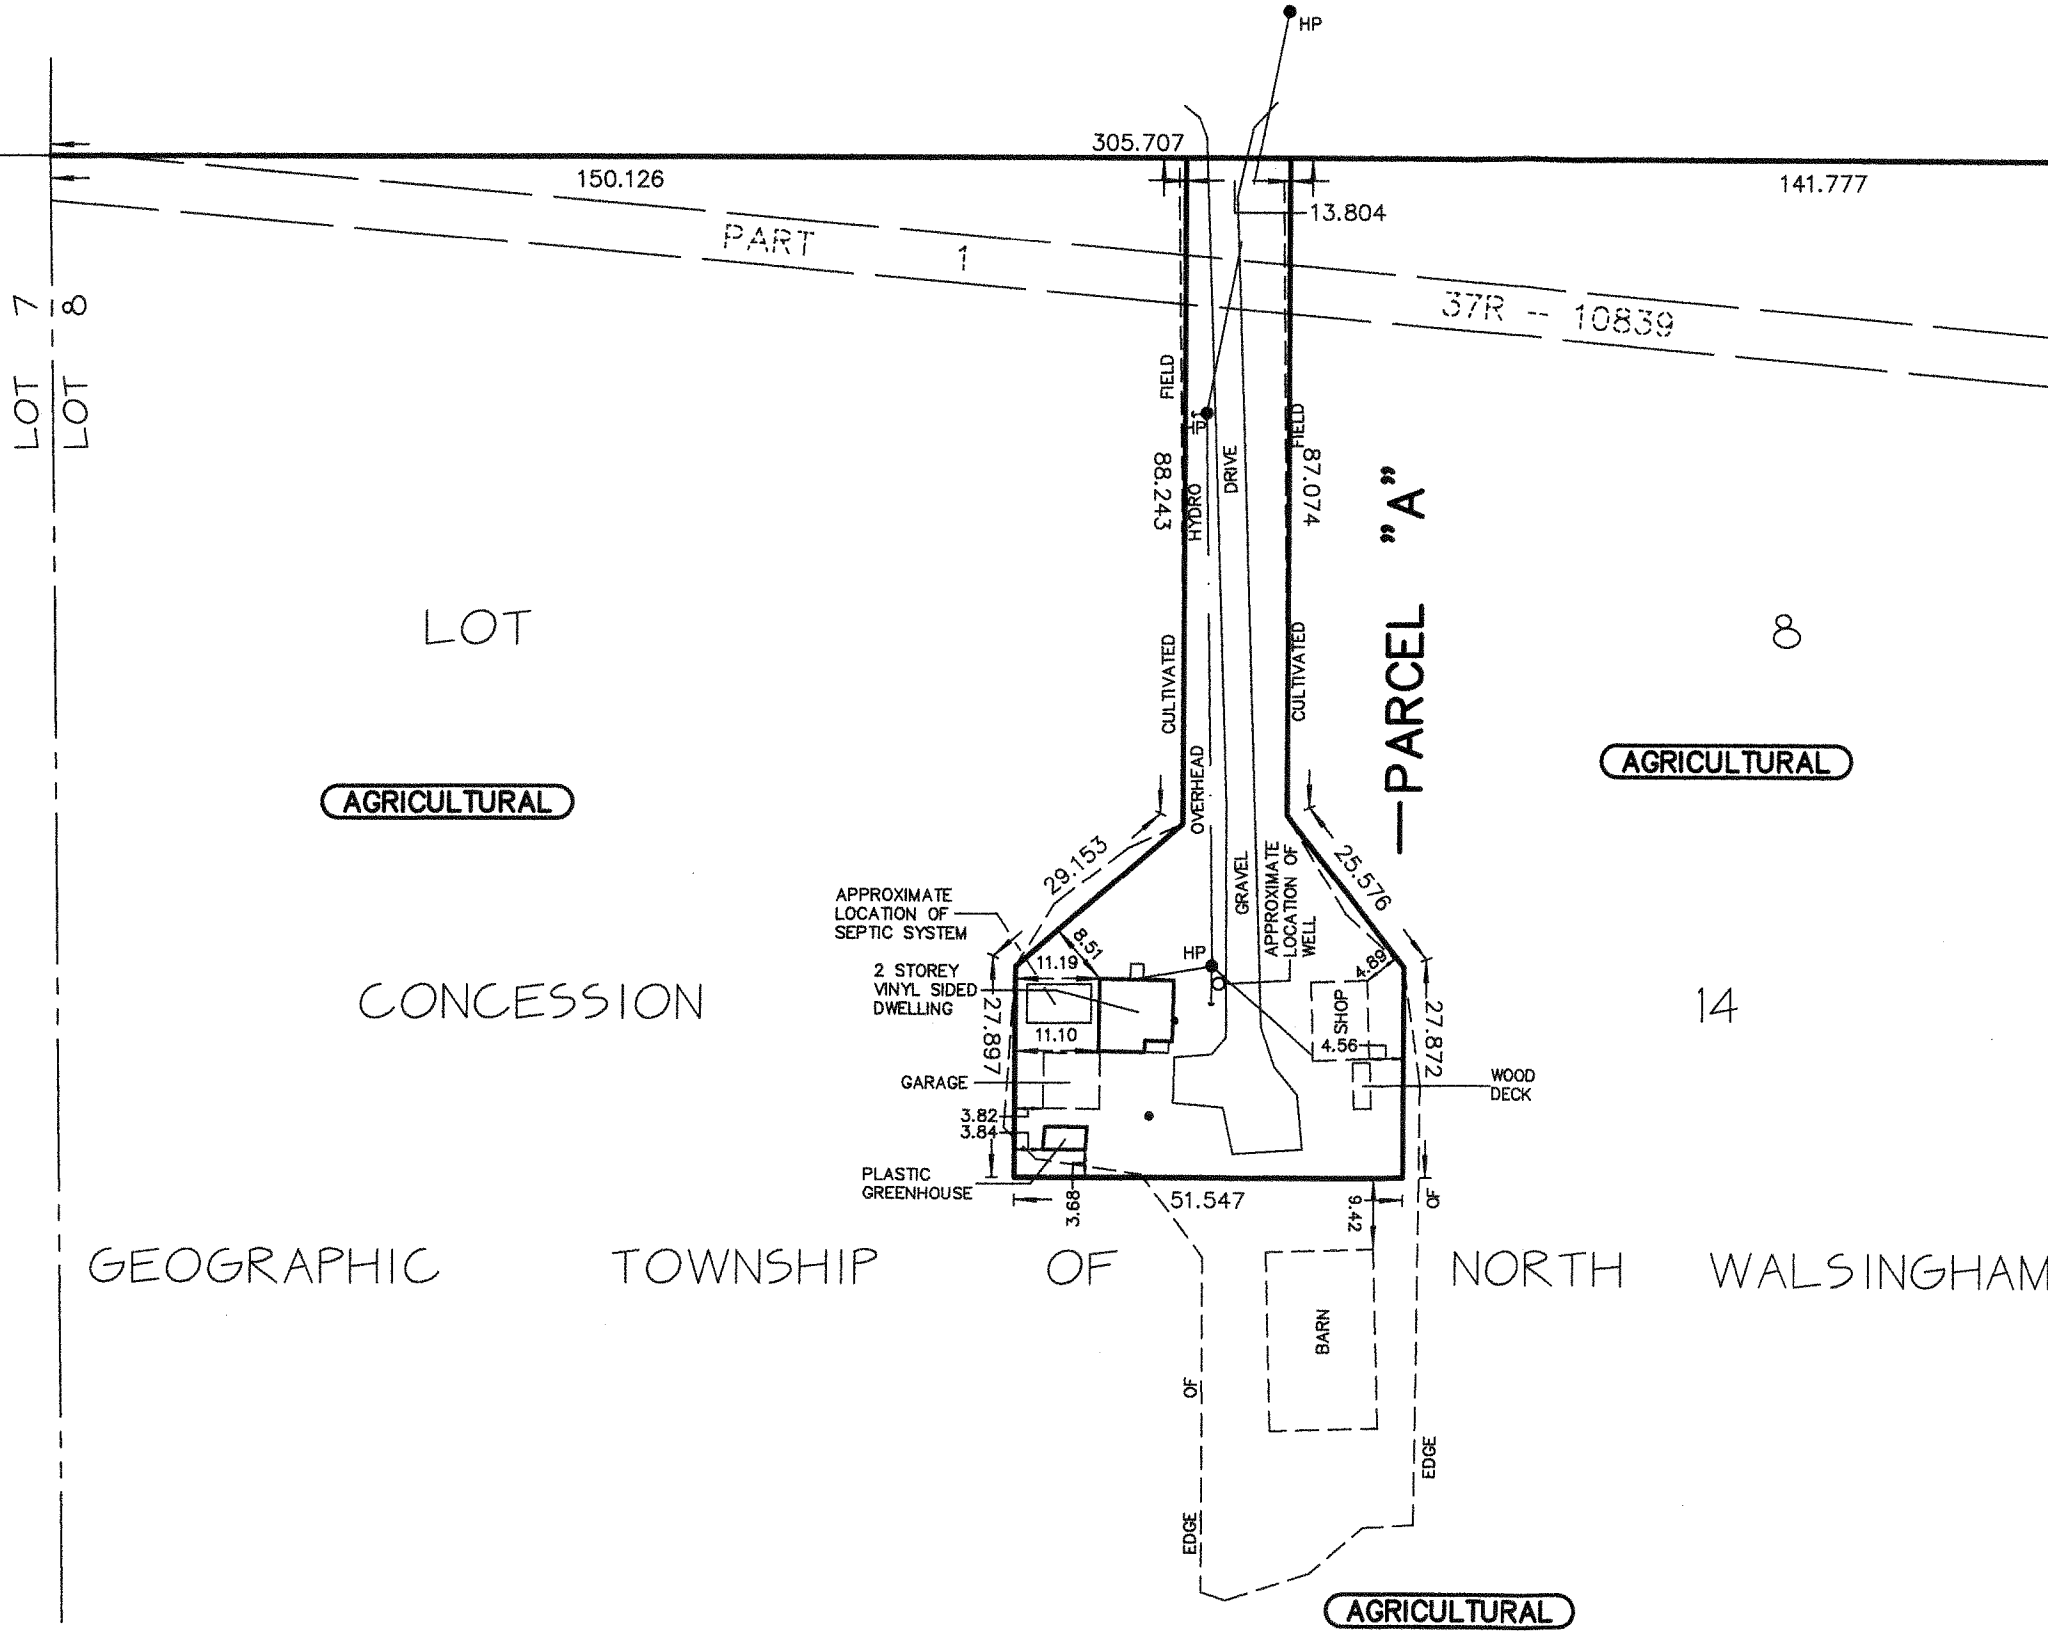 HP
305.707
150.126
141.777
13.804
PART 1
37R -- 10839
LOT 7
LOT 8
FIELD
FIELD
HP
88.243
HYDRO
DRIVE
87.074
PARCEL "A"
LOT 8
CULTIVATED
CULTIVATED
OVERHEAD
AGRICULTURAL
AGRICULTURAL
29.153
25.576
GRAVEL
APPROXIMATE
LOCATION OF
WELL
APPROXIMATE
LOCATION OF
SEPTIC SYSTEM
8.51
HP
4.89
11.19
2 STOREY
VINYL SIDED
DWELLING
CONCESSION 14
27.897
SHOP
27.872
11.10
4.56
GARAGE
WOOD
DECK
3.82
3.84
PLASTIC
GREENHOUSE
3.68
51.547
9.42
OF
GEOGRAPHIC TOWNSHIP OF NORTH WALSINGHAM
BARN
OF
EDGE
EDGE
AGRICULTURAL